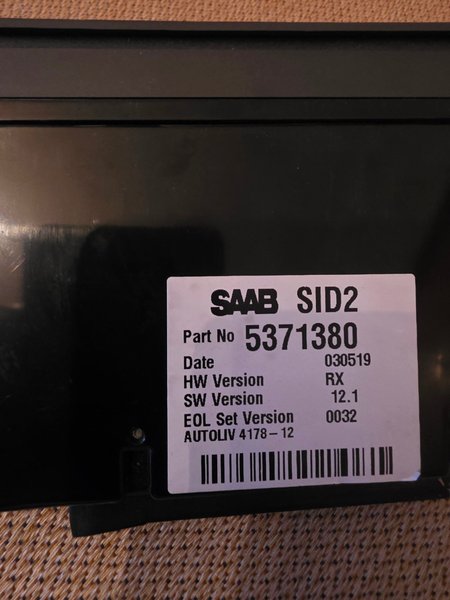 SAAB SID2
Part No 5371380
Date 030519
HW Version RX
SW Version 12.1
EOL Set Version 0032
AUTOLIV 4178-12